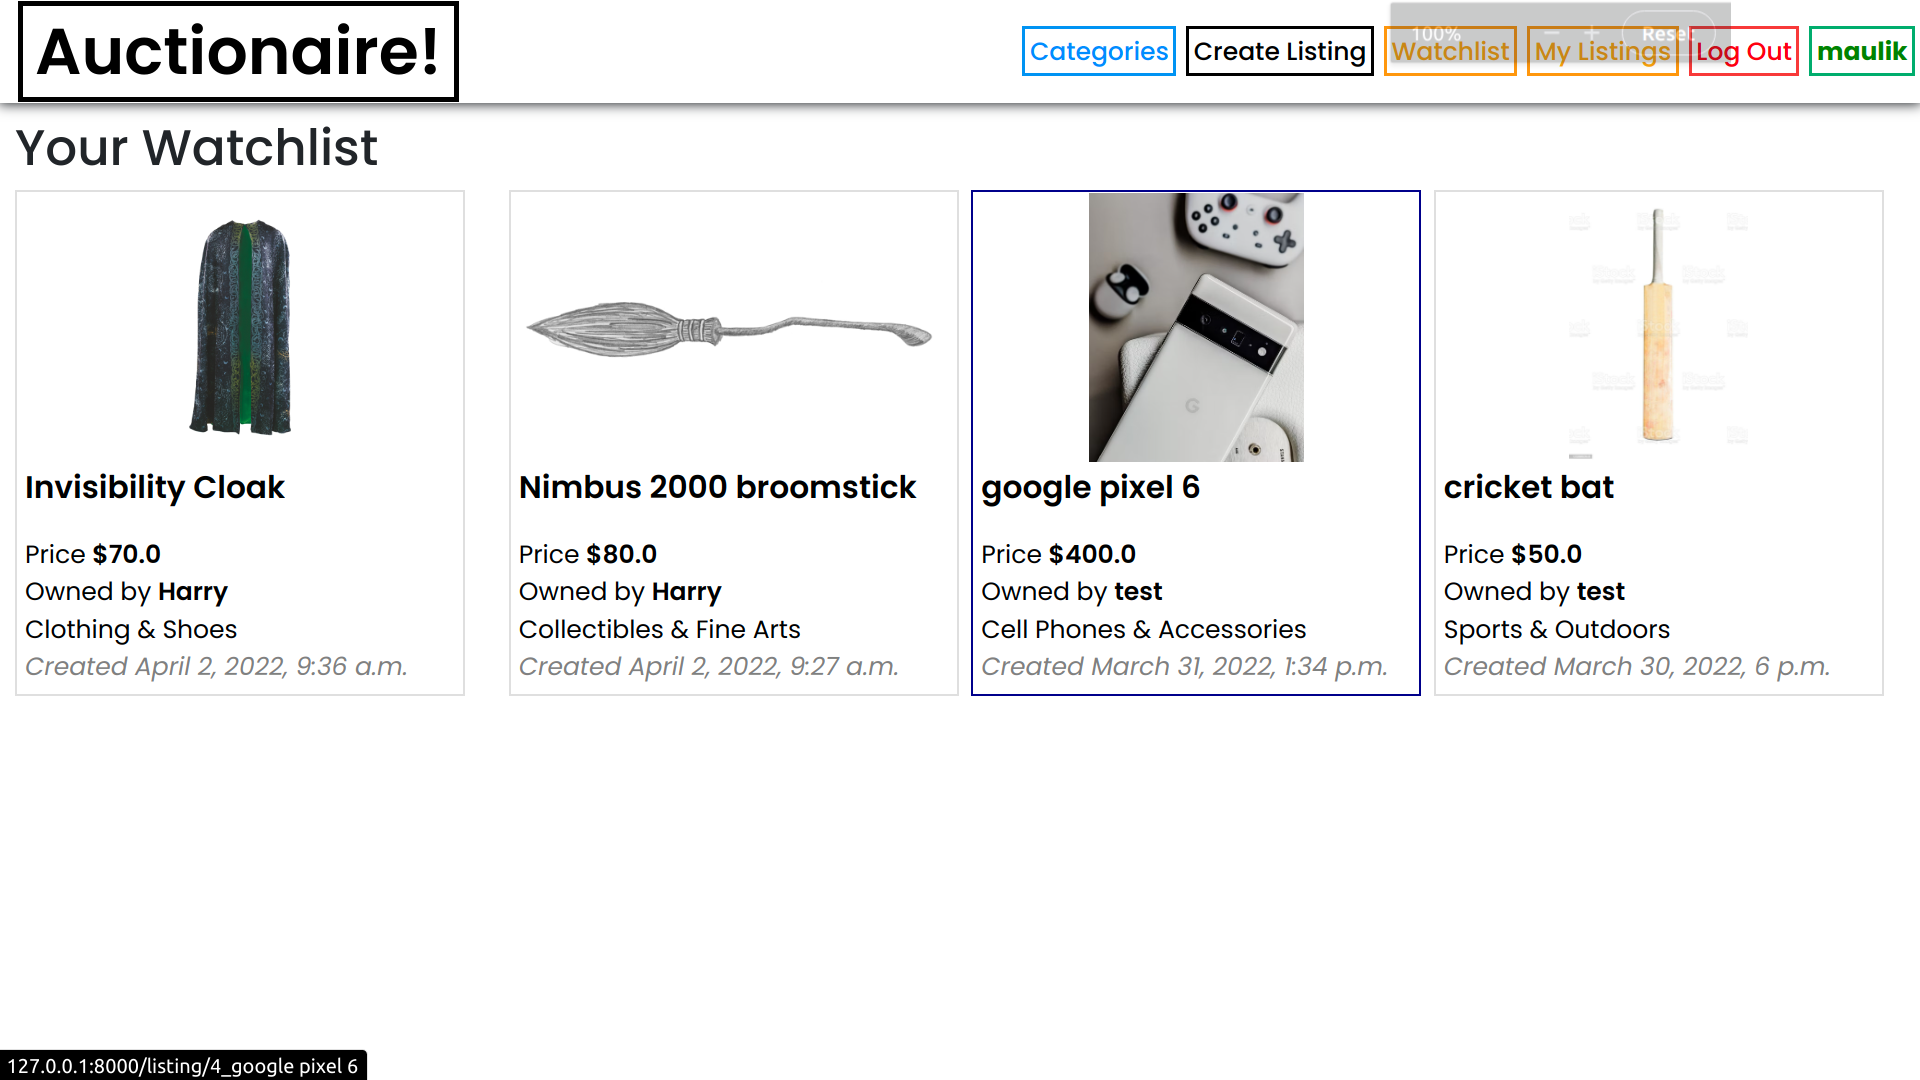 Auctionaire!
Categories
Create Listing
Watchlist
My Listings
Log Out
maulik
100%
Reset
Your Watchlist
Invisibility Cloak
Price $70.0
Owned by Harry
Clothing & Shoes
Created April 2, 2022, 9:36 a.m.
Nimbus 2000 broomstick
Price $80.0
Owned by Harry
Collectibles & Fine Arts
Created April 2, 2022, 9:27 a.m.
G
google pixel 6
Price $400.0
Owned by test
Cell Phones & Accessories
Created March 31, 2022, 1:34 p.m.
cricket bat
Price $50.0
Owned by test
Sports & Outdoors
Created March 30, 2022, 6 p.m.
127.0.0.1:8000/listing/4_google pixel 6